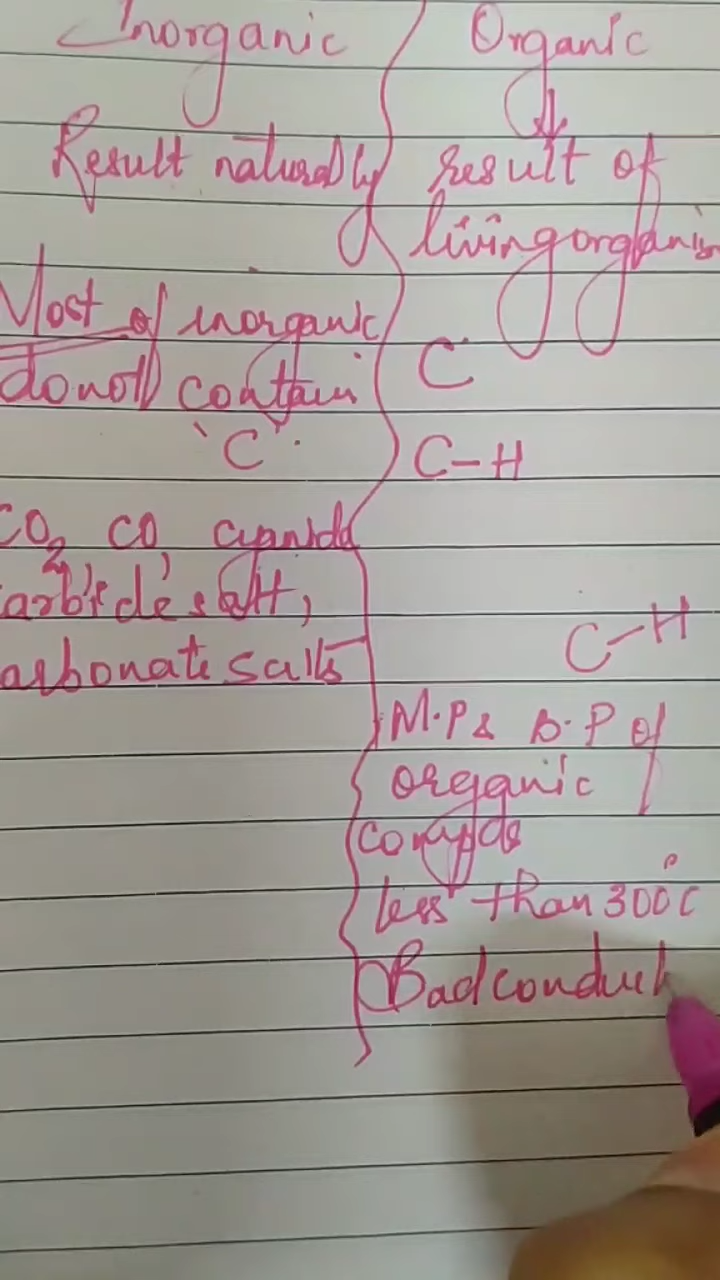 Inorganic
Result naturally
Most of inorganic
donot contain
'C'.
CO2, CO, cyanide
carbide salt,
carbonate salts
Organic
result of
living organism
C
C-H
C-H
M.P & B.P of
organic
less than 300°C
Bad conduct